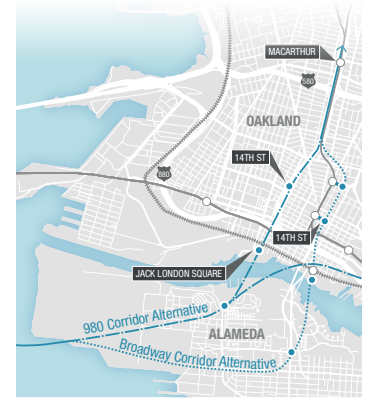 MACARTHUR
580
OAKLAND
14TH ST
880
14TH ST
JACK LONDON SQUARE
980 Corridor Alternative
ALAMEDA
Broadway Corridor Alternative